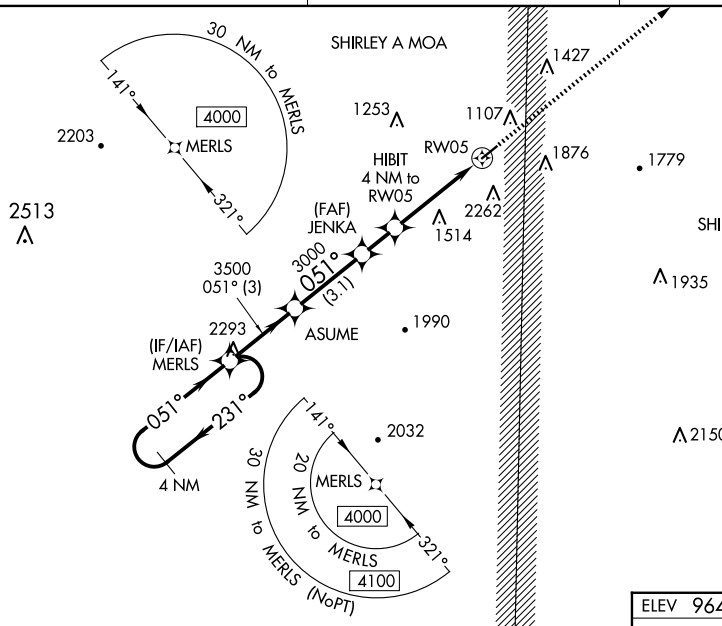 30 NM to MERLS
141°
4000
MERLS
321°
SHIRLEY A MOA
1427
1253
1107
2203
RW05
HIBIT
4 NM to
RW05
1876
1779
2513
(FAF)
JENKA
2262
1514
SHI
3500
051° (3)
3000
051°
(3.1)
1935
ASUME
1990
2293
(IF/IAF)
MERLS
051°
231°
4 NM
141°
2032
2150
MERLS
20 NM to MERLS
4000
321°
30 NM to MERLS (NoPT)
4100
ELEV 964